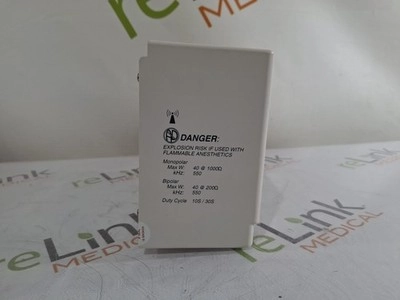 reLink
MEDICAL
DANGER:
EXPLOSION RISK IF USED WITH
FLAMMABLE ANESTHETICS
Monopolar
Max W: 40 @ 1000Ω
kHz: 550
Bipolar
Max W: 40 @ 200Ω
kHz: 550
Duty Cycle 10S / 30S
reLink
MEDICAL